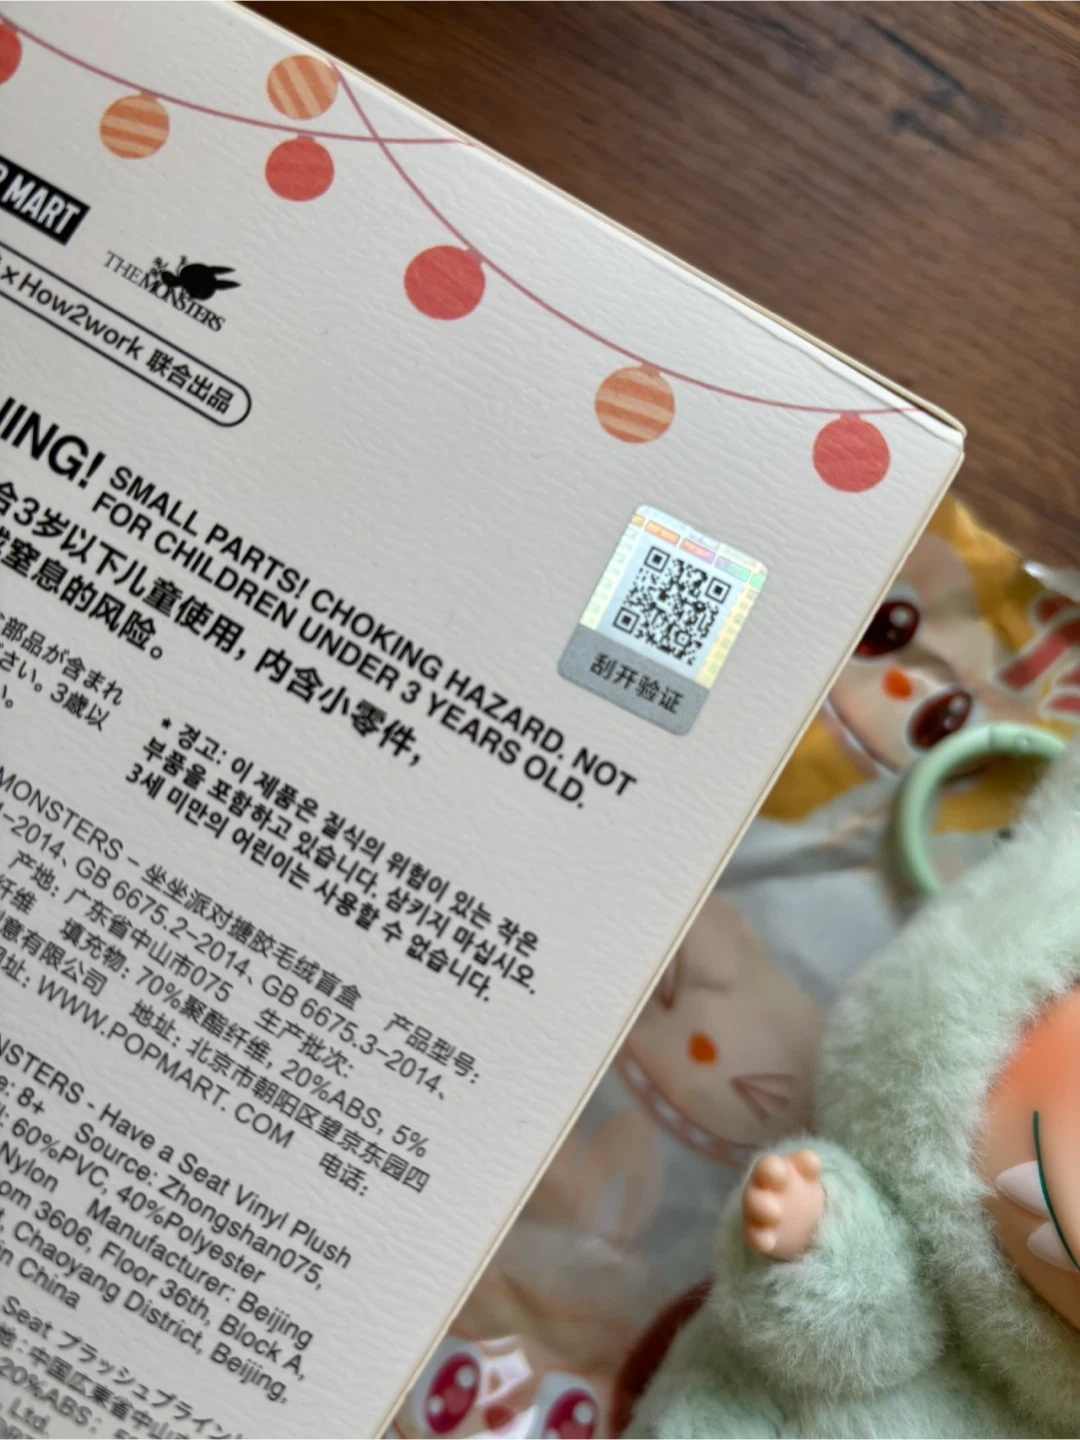 MART
THE MONSTERS
× How2work 联合出品
NING! SMALL PARTS! CHOKING HAZARD. NOT
FOR CHILDREN UNDER 3 YEARS OLD.
合3岁以下儿童使用，内含小零件，
窒息的风险。
部品が含まれ
さい。3歳以
い。
* 경고: 이 제품은 질식의 위험이 있는 작은
부품을 포함하고 있습니다. 삼키지 마십시오.
3세 미만의 어린이는 사용할 수 없습니다.
刮开验证
MONSTERS – 坐坐派对搪胶毛绒盲盒 产品型号:
-2014、GB 6675.2-2014、GB 6675.3-2014、
产地: 广东省中山市075 生产批次:
纤维 填充物: 70%聚酯纤维, 20%ABS, 5%
意有限公司 地址: 北京市朝阳区望京东园四
网址: WWW.POPMART.COM 电话:
NSTERS - Have a Seat Vinyl Plush
e: 8+ Source: Zhongshan075,
: 60%PVC, 40%Polyester
Nylon Manufacturer: Beijing
om 3606, Floor 36th, Block A,
t, Chaoyang District, Beijing,
in China
Seat ブラッシュブライン
地: 中国広東省中山
20%ABS
, Ltd.